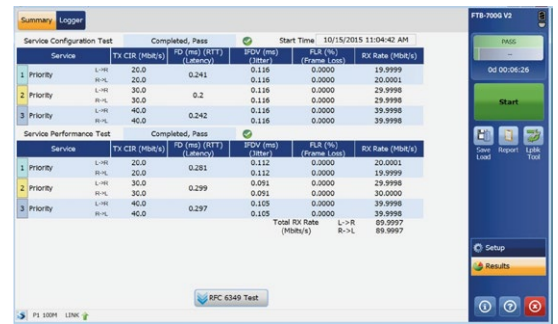 Summary Logger
FTB-700G V2
Service Configuration Test Completed, Pass Start Time 10/15/2015 11:04:42 AM
Service TX CIR (Mbit/s) FD (ms) (RTT) (Latency) IFDV (ms) (Jitter) FLR (%) (Frame Loss) RX Rate (Mbit/s)
1 Priority L->R 20.0 0.241 0.116 0.0000 19.9999
R->L 20.0 0.116 0.0000 20.0001
2 Priority L->R 30.0 0.2 0.116 0.0000 29.9998
R->L 30.0 0.116 0.0000 29.9998
3 Priority L->R 40.0 0.242 0.116 0.0000 39.9998
R->L 40.0 0.116 0.0000 39.9998
Service Performance Test Completed, Pass
Service TX CIR (Mbit/s) FD (ms) (RTT) (Latency) IFDV (ms) (Jitter) FLR (%) (Frame Loss) RX Rate (Mbit/s)
1 Priority L->R 20.0 0.281 0.112 0.0000 20.0001
R->L 20.0 0.112 0.0000 19.9999
2 Priority L->R 30.0 0.299 0.091 0.0000 29.9998
R->L 30.0 0.091 0.0000 30.0000
3 Priority L->R 40.0 0.297 0.105 0.0000 39.9998
R->L 40.0 0.105 0.0000 39.9998
Total RX Rate L->R 89.9997
(Mbits/s) R->L 89.9997
RFC 6349 Test
P1 100M LINK
PASS
--
0d 00:06:26
Start
Save Load
Report
Lpbk Tool
Setup
Results